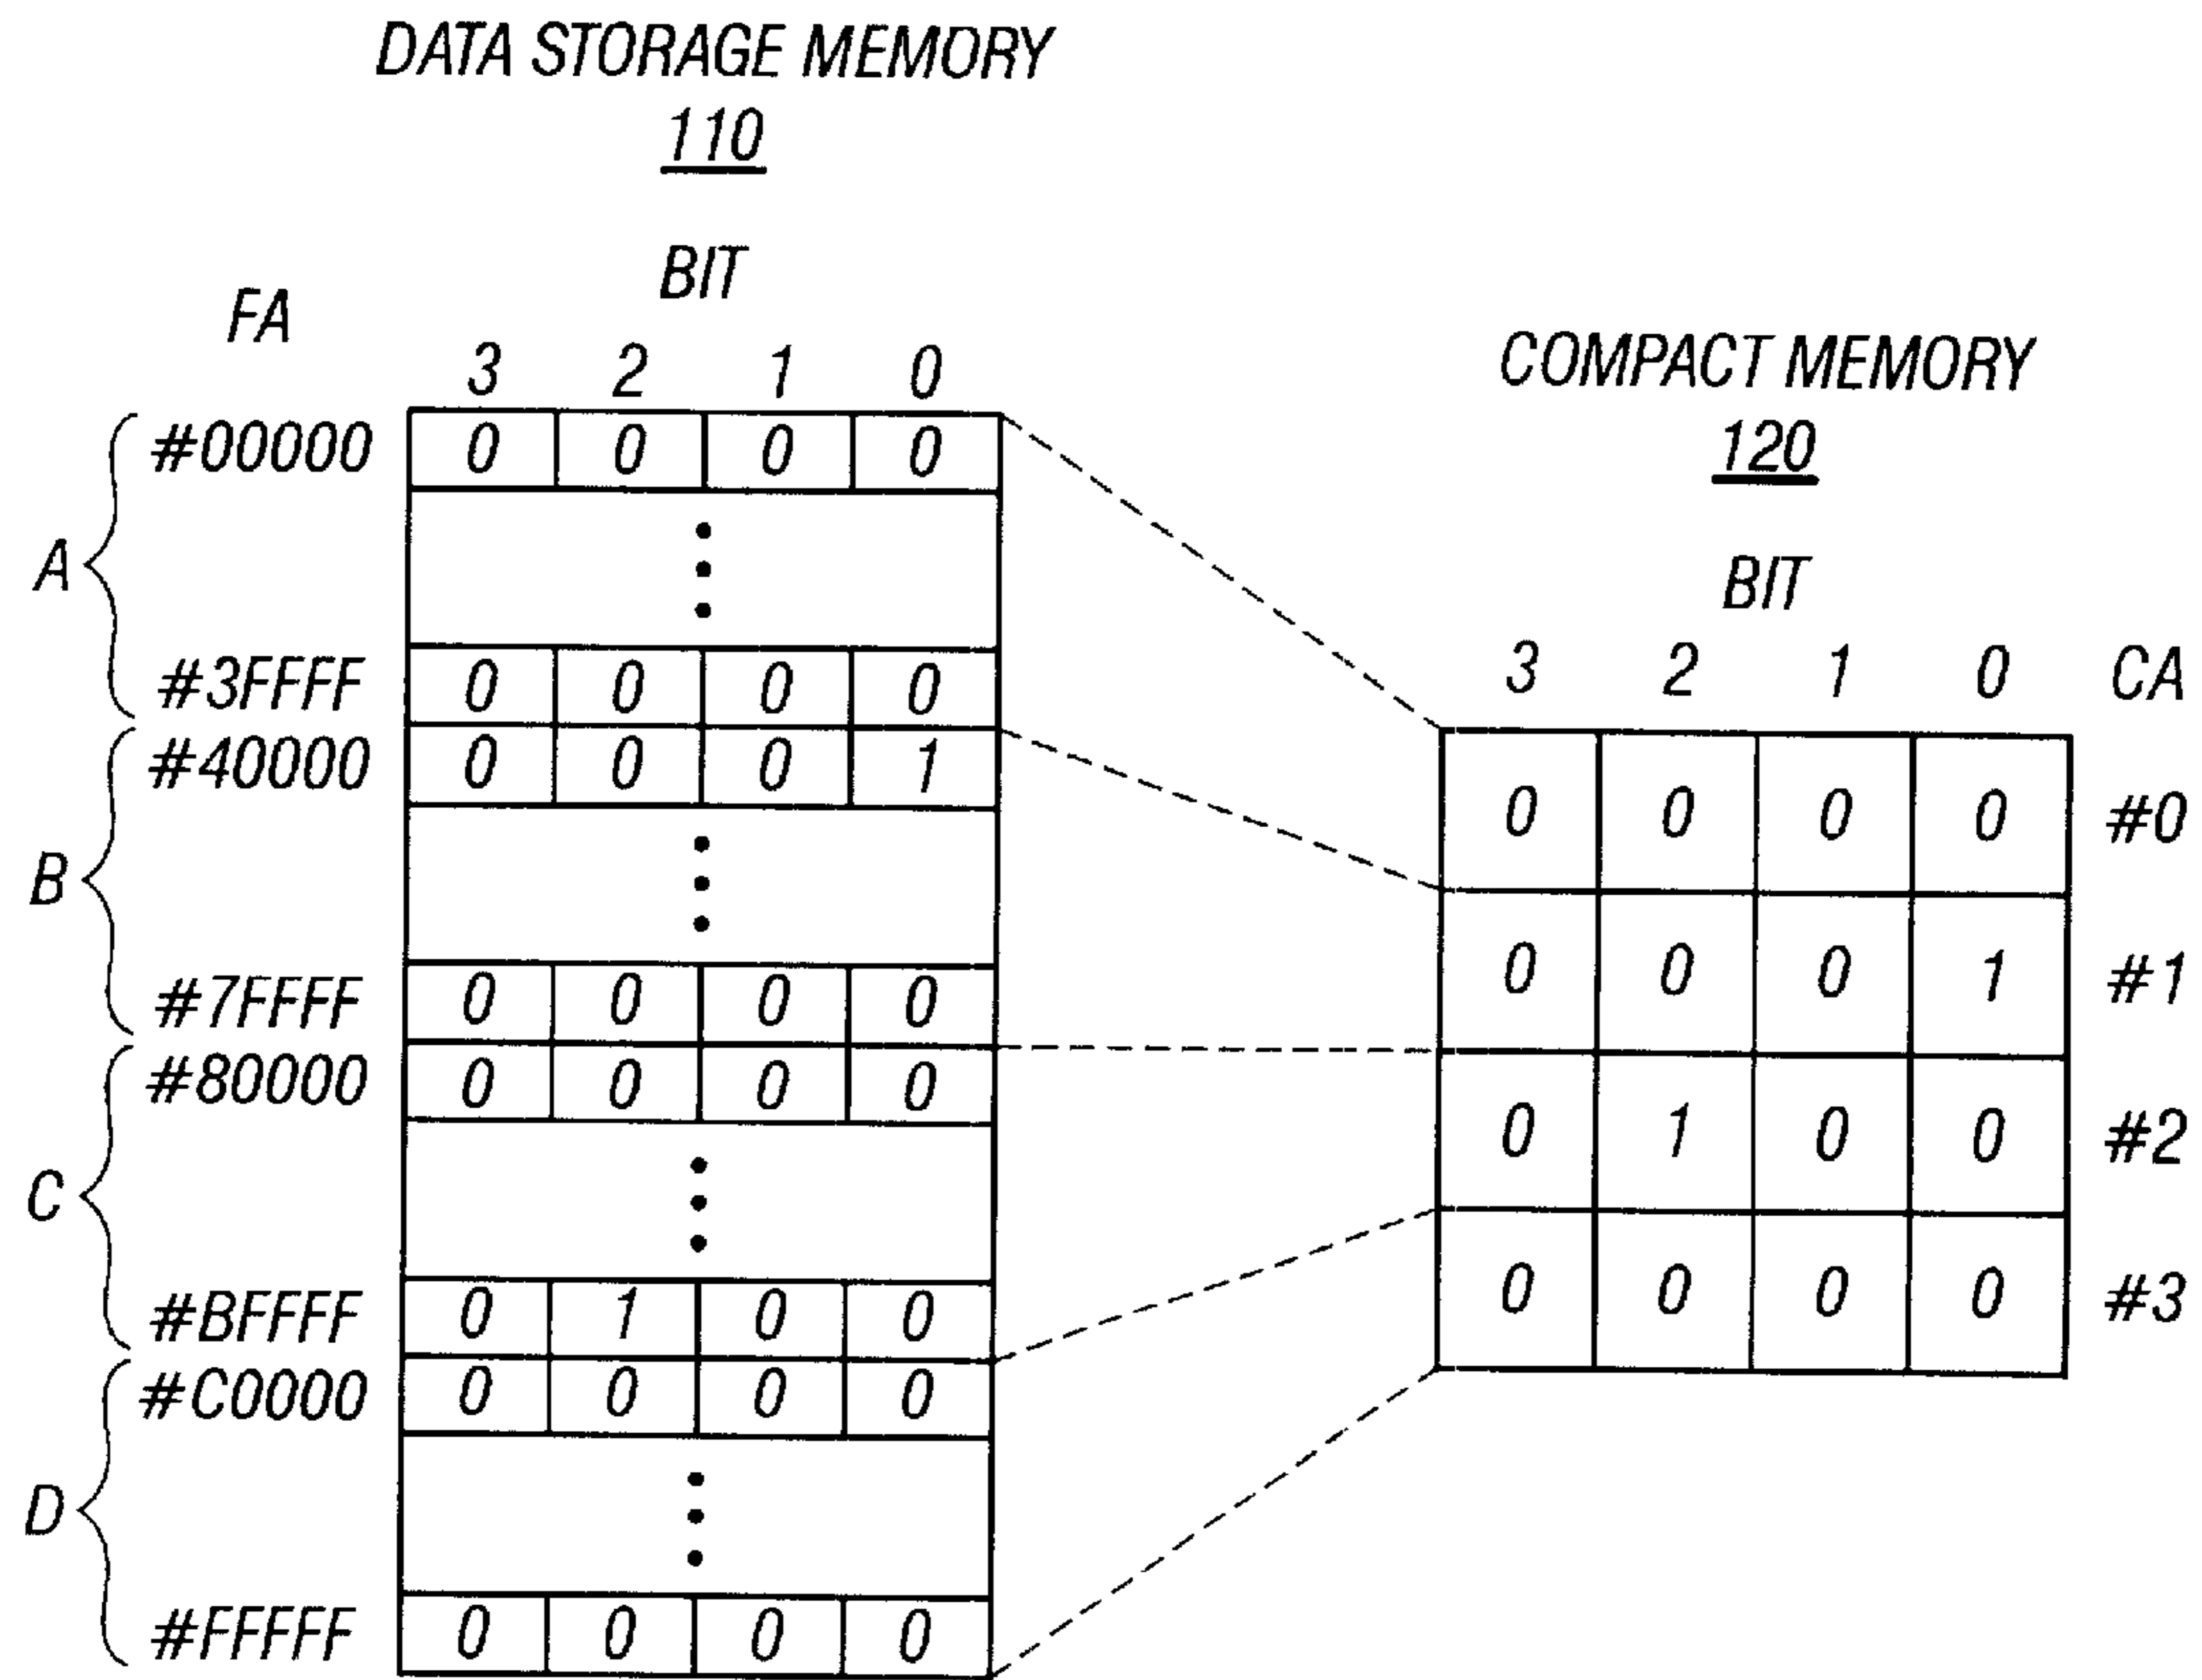 DATA STORAGE MEMORY
110
BIT
FA
3 2 1 0
#00000 0 0 0 0
A
#3FFFF 0 0 0 0
#40000 0 0 0 1
B
#7FFFF 0 0 0 0
#80000 0 0 0 0
C
#BFFFF 0 1 0 0
#C0000 0 0 0 0
D
#FFFFF 0 0 0 0
COMPACT MEMORY
120
BIT
3 2 1 0 CA
0 0 0 0 #0
0 0 0 1 #1
0 1 0 0 #2
0 0 0 0 #3